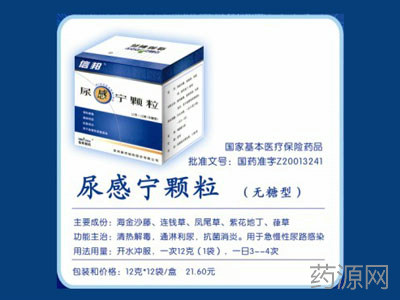 信邦
尿感宁颗粒
国家基本医疗保险药品
批准文号：国药准字Z20013241
尿感宁颗粒（无糖型）
主要成份：海金沙藤、连钱草、凤尾草、紫花地丁、葎草
功能主治：清热解毒，通淋利尿，抗菌消炎。用于急慢性尿路感染
用法用量：开水冲服，一次12克（1袋），一日3--4次
包装和价格：12克*12袋/盒 21.60元
药源网